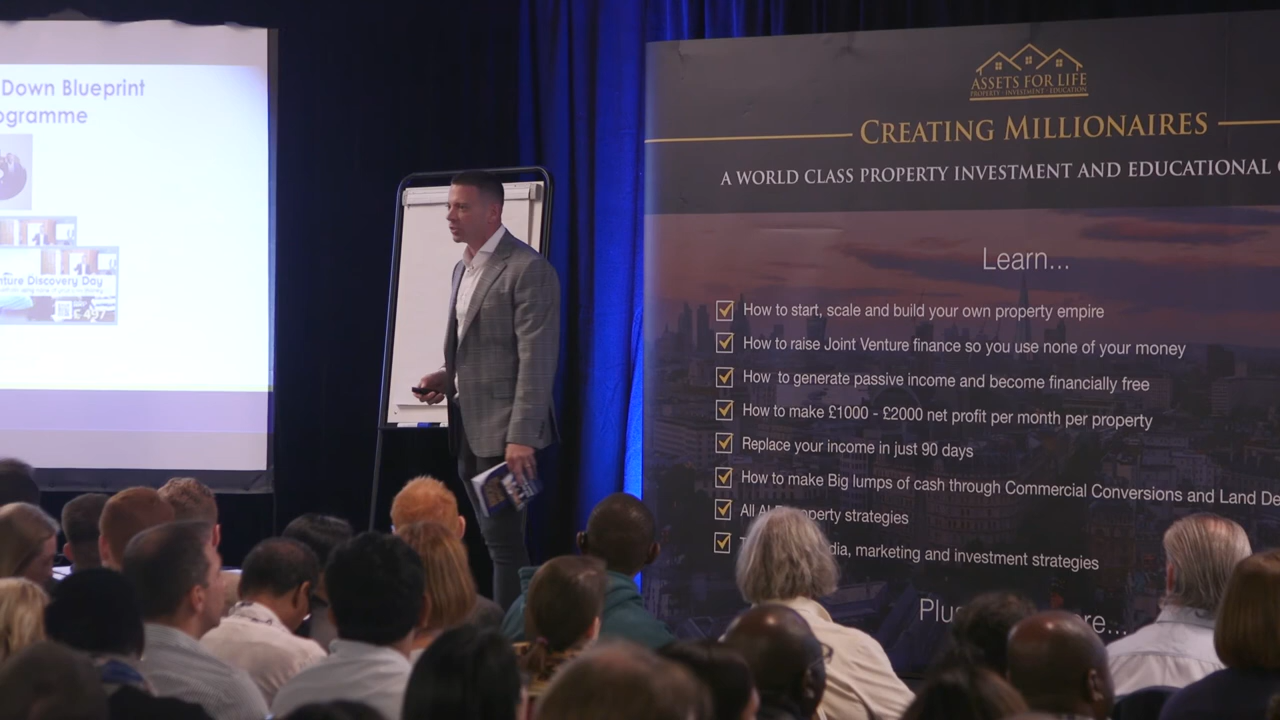 Down Blueprint
ogramme
nture Discovery Day
ASSETS FOR LIFE
PROPERTY · INVESTMENT · EDUCATION
CREATING MILLIONAIRES
A WORLD CLASS PROPERTY INVESTMENT AND EDUCATIONAL
Learn...
How to start, scale and build your own property empire
How to raise Joint Venture finance so you use none of your money
How to generate passive income and become financially free
How to make £1000 - £2000 net profit per month per property
Replace your income in just 90 days
How to make Big lumps of cash through Commercial Conversions and Land De
All operty strategies
dia, marketing and investment strategies
Plu re...